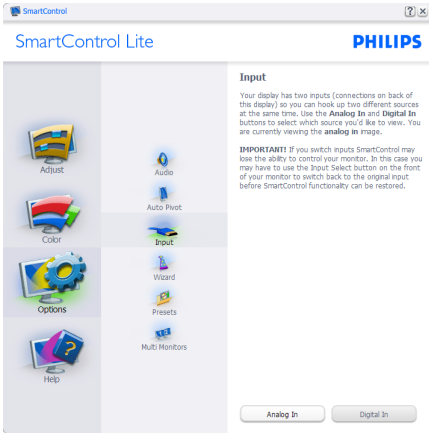 SmartControl
SmartControl Lite
PHILIPS
Adjust
Color
Options
Help
Audio
Auto Pivot
Input
Wizard
Presets
Multi Monitors
Input
Your display has two inputs (connections on back of
this display) so you can hook up two different sources
at the same time. Use the Analog In and Digital In
buttons to select which source you'd like to view. You
are currently viewing the analog in image.
IMPORTANT! If you switch inputs SmartControl may
lose the ability to control your monitor. In this case you
may have to use the Input Select button on the front
of your monitor to switch back to the original input
before SmartControl functionality can be restored.
Analog In
Digital In